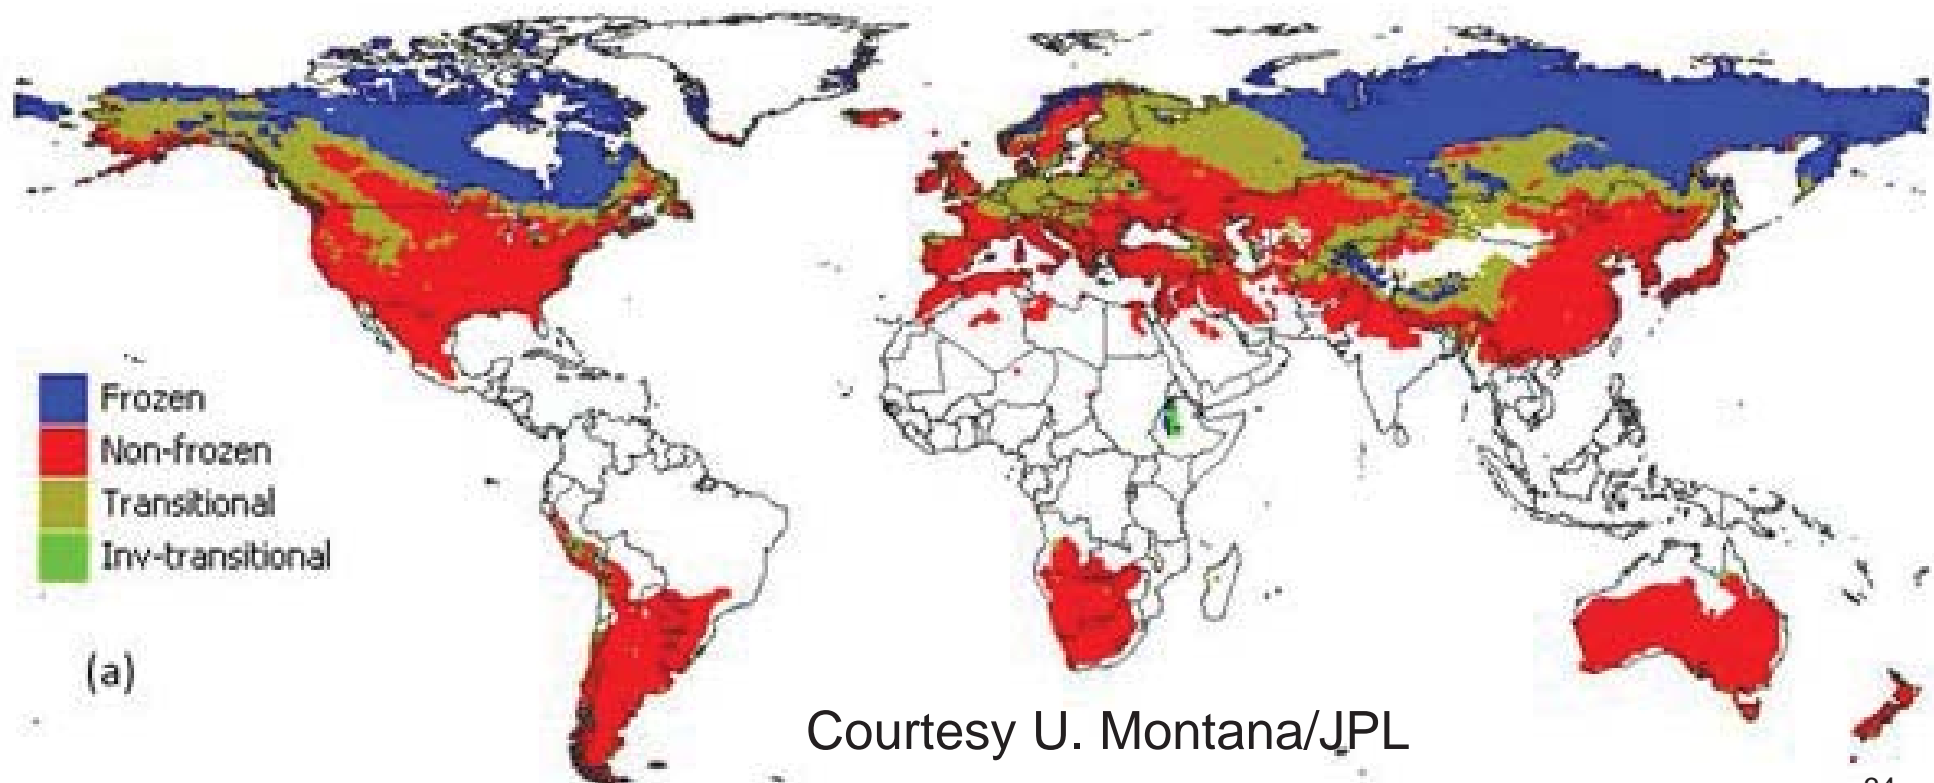 Frozen
Non-frozen
Transitional
Inv-transitional
(a)
Courtesy U. Montana/JPL